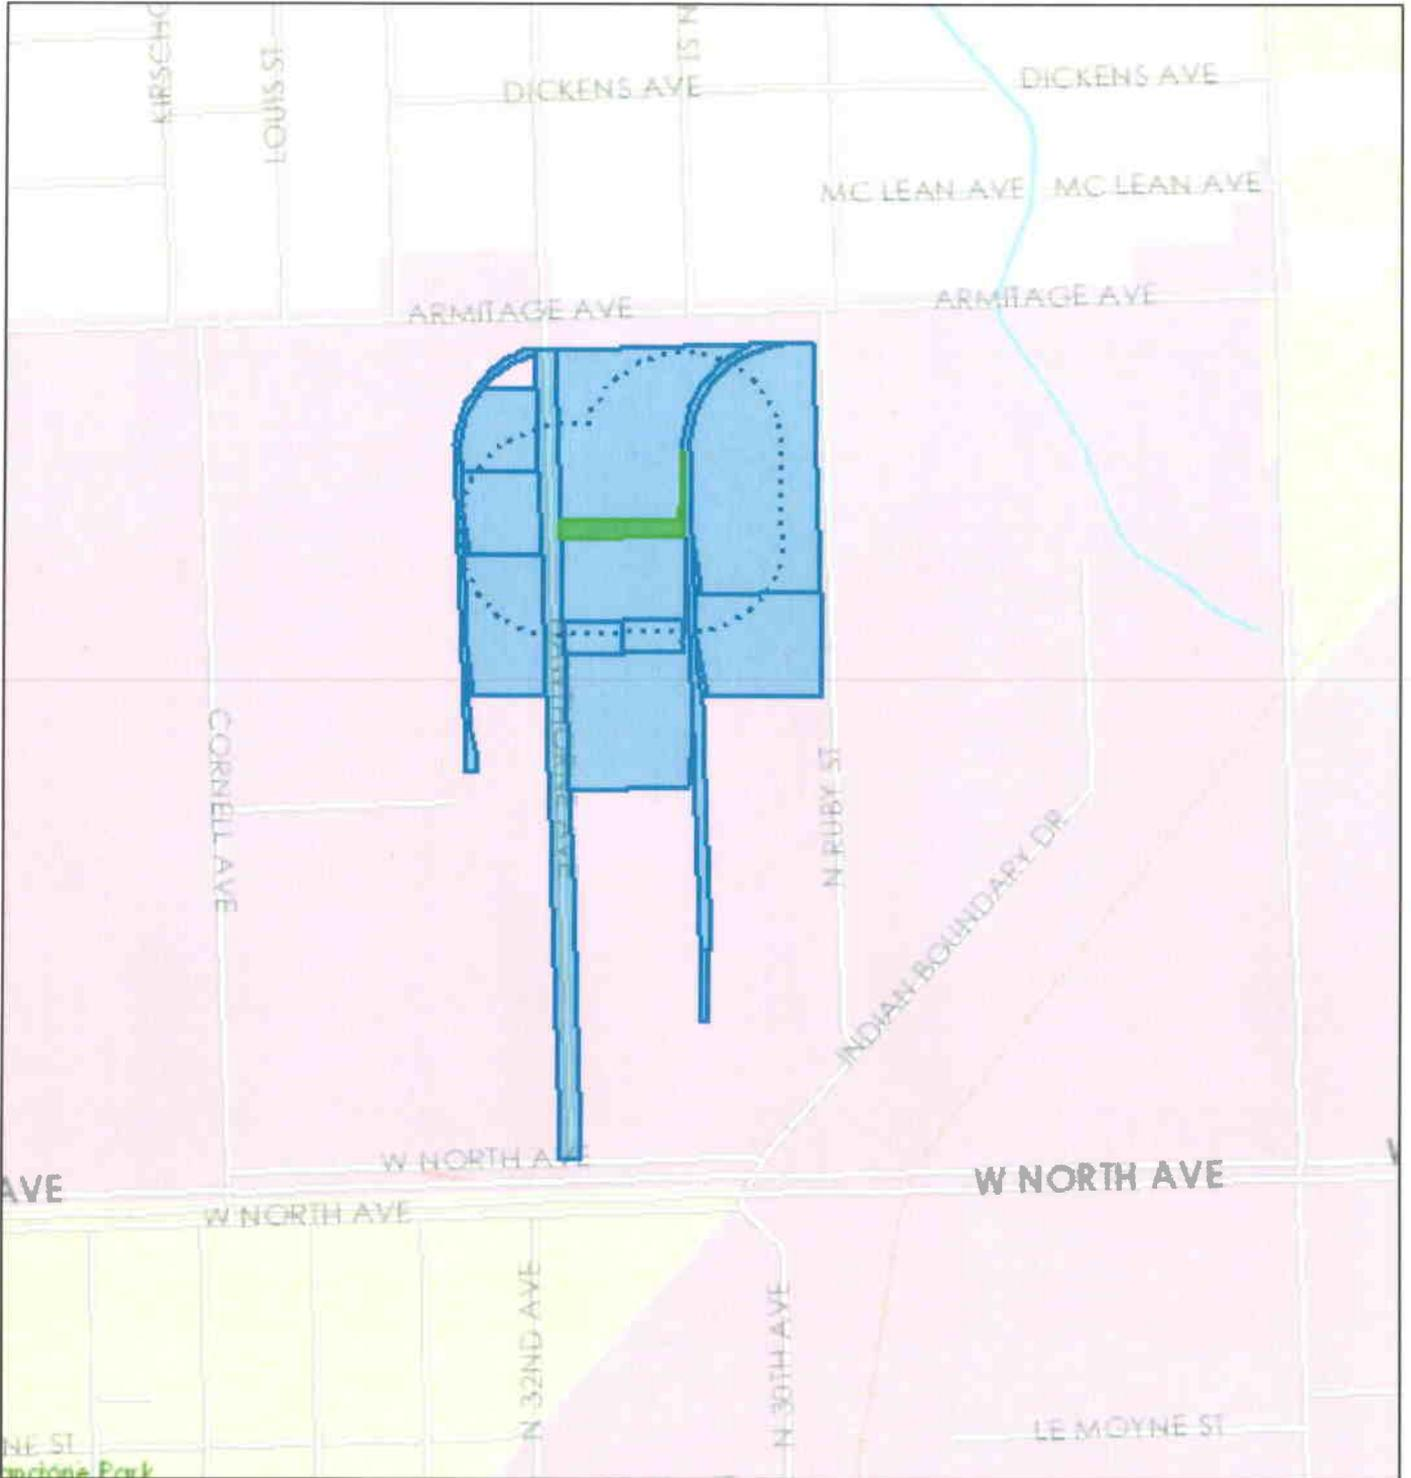 LOUIS ST
DICKENS AVE
DICKENS AVE
MC LEAN AVE
MC LEAN AVE
ARMITAGE AVE
ARMITAGE AVE
CORNELL AVE
N RUBY ST
INDIAN BOUNDARY DR
W NORTH AVE
W NORTH AVE
AVE
W NORTH AVE
N 32ND AVE
N 30TH AVE
LE MOYNE ST
NE ST
Park